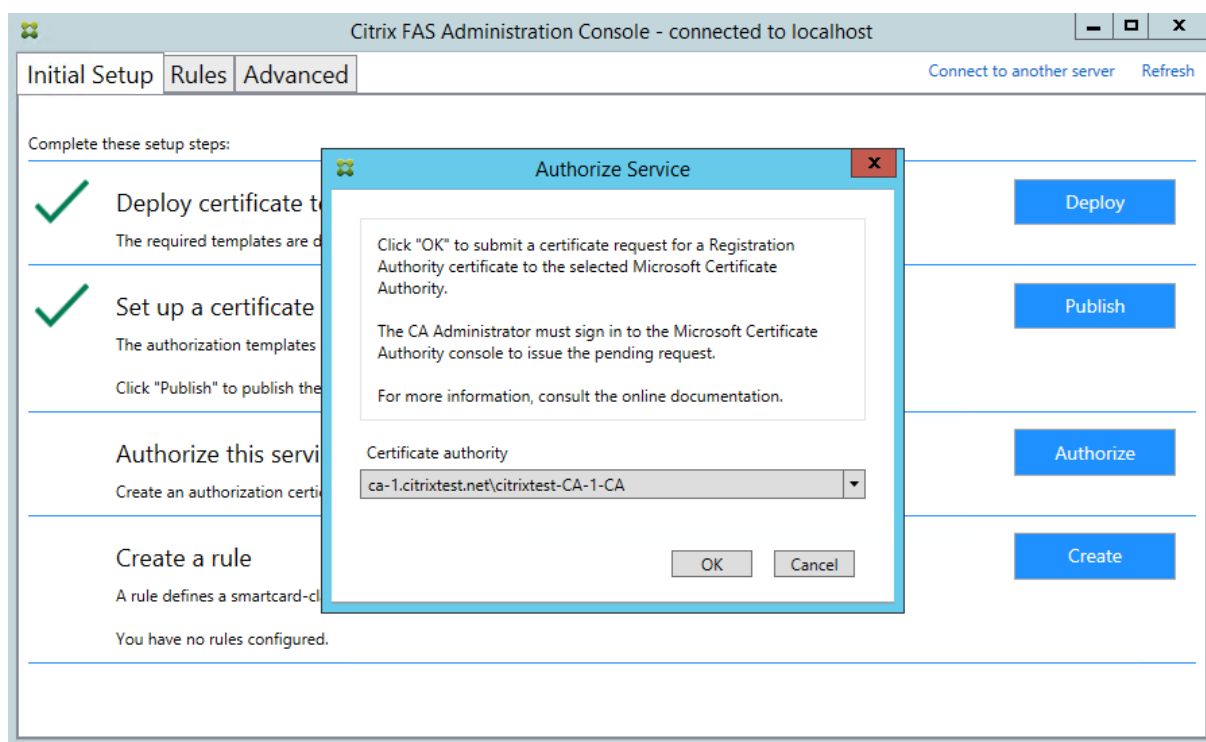 Citrix FAS Administration Console - connected to localhost
Initial Setup Rules Advanced
Connect to another server Refresh
Complete these setup steps:
Deploy certificate
The required templates are
Deploy
Set up a certificate
The authorization templates
Click "Publish" to publish the
Publish
Authorize this
Create an authorization
Authorize
Create a rule
A rule defines a
You have no rules configured.
Create
Authorize Service
Click "OK" to submit a certificate request for a Registration
Authority certificate to the selected Microsoft Certificate
Authority.
The CA Administrator must sign in to the Microsoft Certificate
Authority console to issue the pending request.
For more information, consult the online documentation.
Certificate authority
ca-1.citrixtest.net\citrixtest-CA-1-CA
OK Cancel